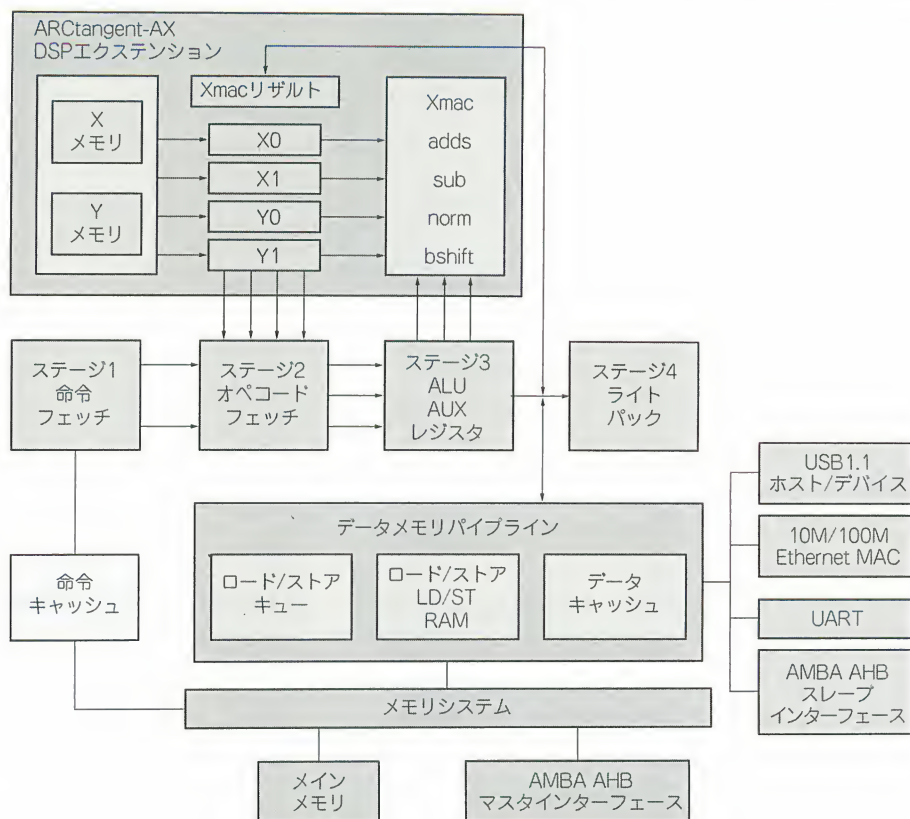 ARCtangent-AX
DSPエクステンション
Xmacリザルト
X
メモリ
Y
メモリ
X0
X1
Y0
Y1
Xmac
adds
sub
norm
bshift
ステージ1
命令
フェッチ
ステージ2
オペコード
フェッチ
ステージ3
ALU
AUX
レジスタ
ステージ4
ライト
バック
データメモリパイプライン
ロード/ストア
キュー
ロード/ストア
LD/ST
RAM
データ
キャッシュ
命令
キャッシュ
USB1.1
ホスト/デバイス
10M/100M
Ethernet MAC
UART
AMBA AHB
スレーブ
インターフェース
メモリシステム
メイン
メモリ
AMBA AHB
マスタインターフェース